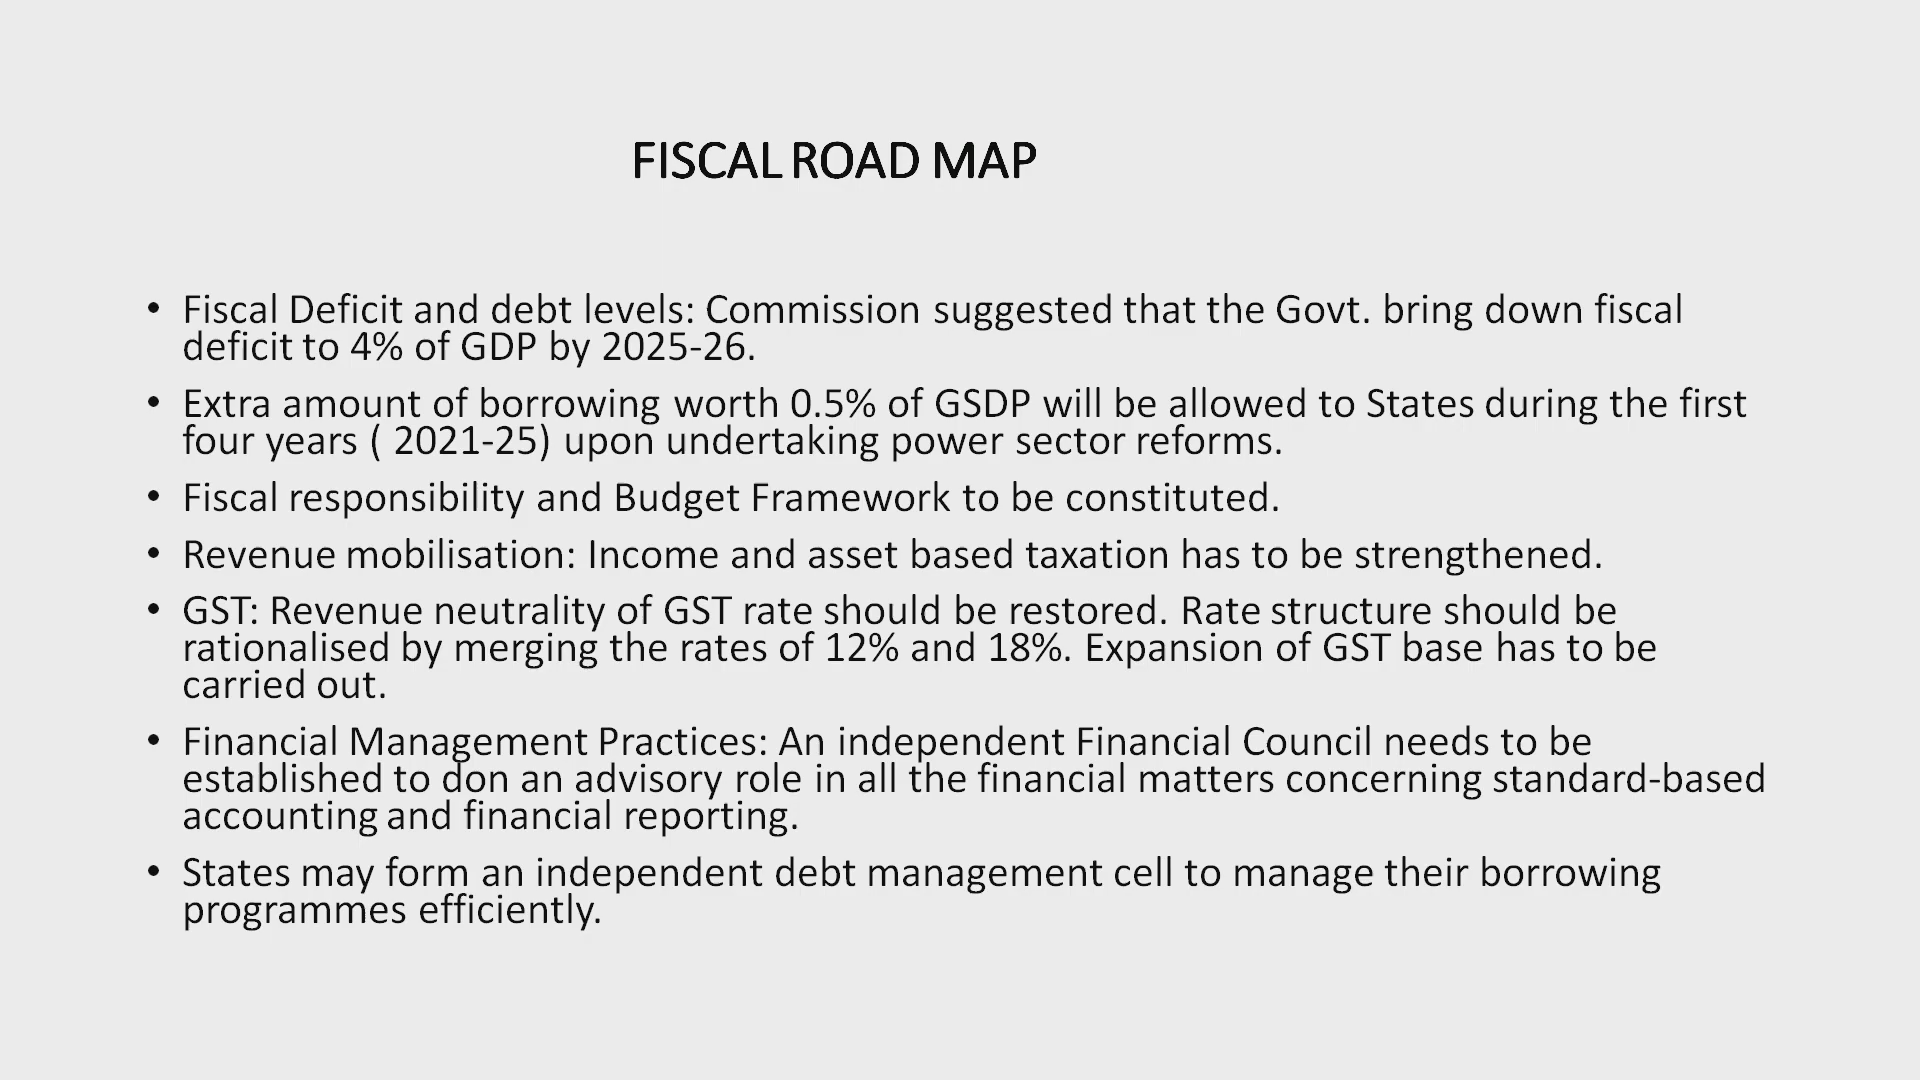 FISCAL ROAD MAP
• Fiscal Deficit and debt levels: Commission suggested that the Govt. bring down fiscal
deficit to 4% of GDP by 2025-26.
• Extra amount of borrowing worth 0.5% of GSDP will be allowed to States during the first
four years ( 2021-25) upon undertaking power sector reforms.
• Fiscal responsibility and Budget Framework to be constituted.
• Revenue mobilisation: Income and asset based taxation has to be strengthened.
• GST: Revenue neutrality of GST rate should be restored. Rate structure should be
rationalised by merging the rates of 12% and 18%. Expansion of GST base has to be
carried out.
• Financial Management Practices: An independent Financial Council needs to be
established to don an advisory role in all the financial matters concerning standard-based
accounting and financial reporting.
• States may form an independent debt management cell to manage their borrowing
programmes efficiently.